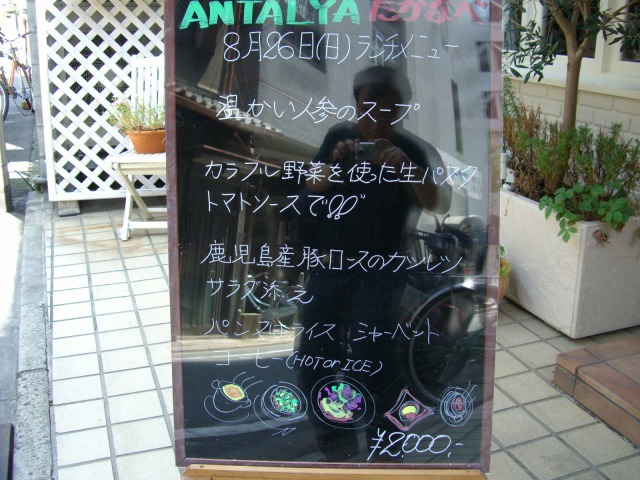 ANTALYA
8月26日(日)ランチメニュー
温かい人参のスープ
カラフル野菜を使った生パスタ
トマトソースで
鹿児島産豚ロースのカツレツ
サラダ添え
パンまたはライス シャーベット
コーヒー(HOT or ICE)
¥2,000,-